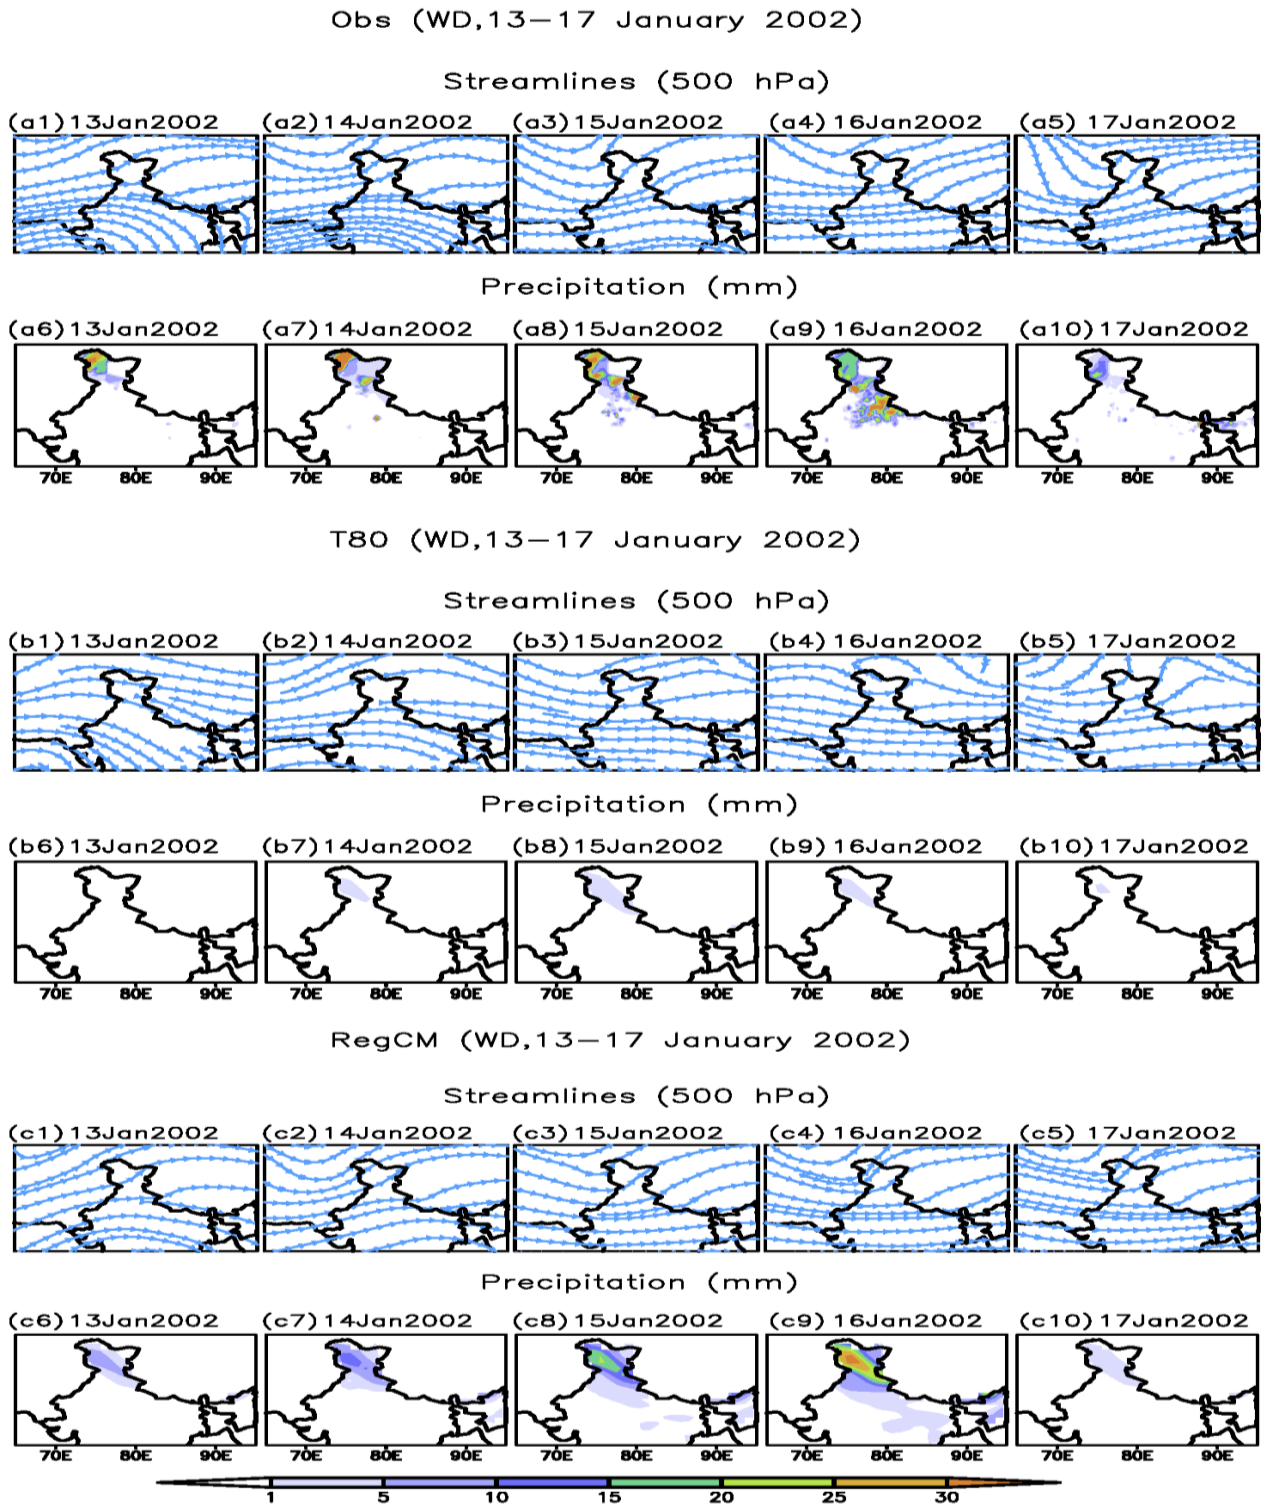 Obs (WD,13−17 January 2002)
Streamlines (500 hPa)
(a1)13Jan2002 (a2)14Jan2002 (a3)15Jan2002 (a4) 16Jan2002 (a5) 17Jan2002
Precipitation (mm)
(a6)13Jan2002 (a7)14Jan2002 (a8)15Jan2002 (a9)16Jan2002 (a10)17Jan2002
70E 80E 90E 70E 80E 90E 70E 80E 90E 70E 80E 90E 70E 80E 90E
T80 (WD,13−17 January 2002)
Streamlines (500 hPa)
(b1)13Jan2002 (b2)14Jan2002 (b3)15Jan2002 (b4) 16Jan2002 (b5) 17Jan2002
Precipitation (mm)
(b6)13Jan2002 (b7)14Jan2002 (b8)15Jan2002 (b9)16Jan2002 (b10)17Jan2002
70E 80E 90E 70E 80E 90E 70E 80E 90E 70E 80E 90E 70E 80E 90E
RegCM (WD,13−17 January 2002)
Streamlines (500 hPa)
(c1)13Jan2002 (c2)14Jan2002 (c3)15Jan2002 (c4) 16Jan2002 (c5) 17Jan2002
Precipitation (mm)
(c6)13Jan2002 (c7)14Jan2002 (c8)15Jan2002 (c9)16Jan2002 (c10)17Jan2002
70E 80E 90E 70E 80E 90E 70E 80E 90E 70E 80E 90E 70E 80E 90E
1 5 10 15 20 25 30